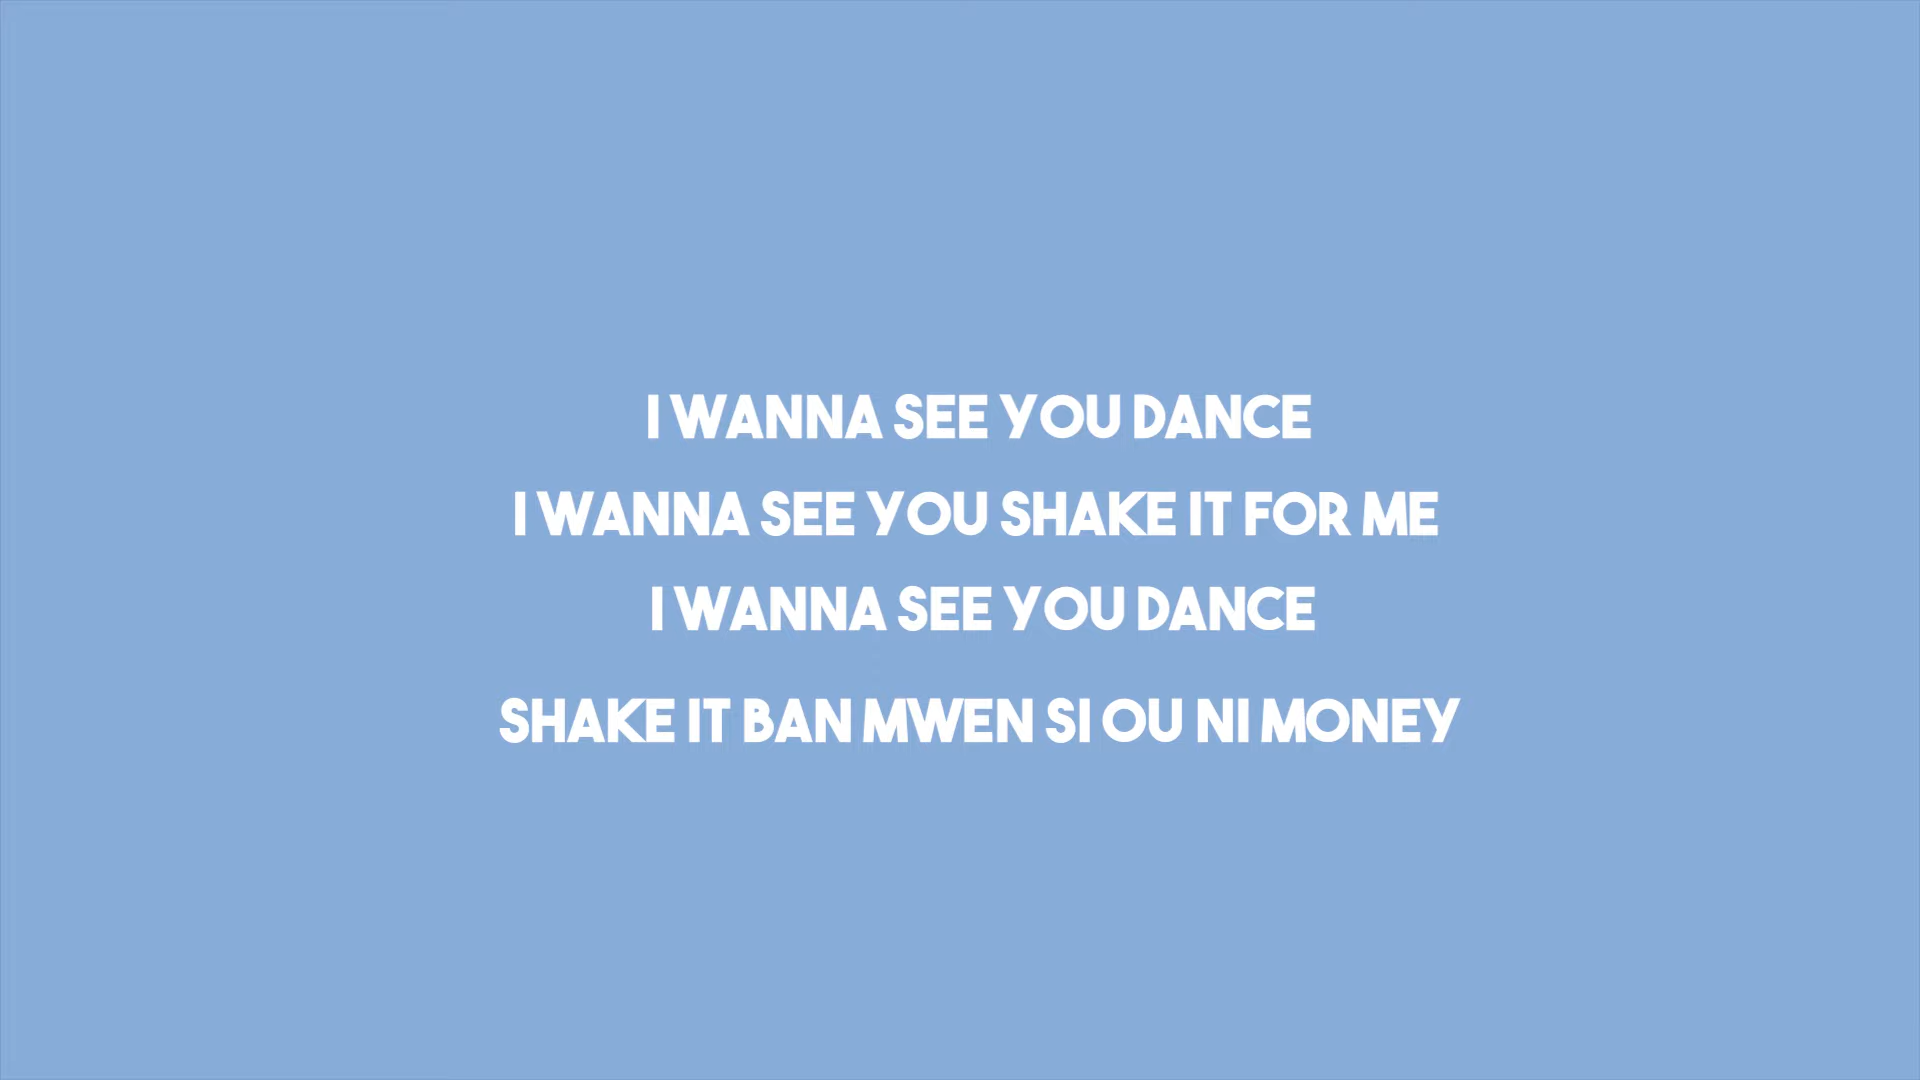 I WANNA SEE YOU DANCE
I WANNA SEE YOU SHAKE IT FOR ME
I WANNA SEE YOU DANCE
SHAKE IT BAN MWEN SI OU NI MONEY